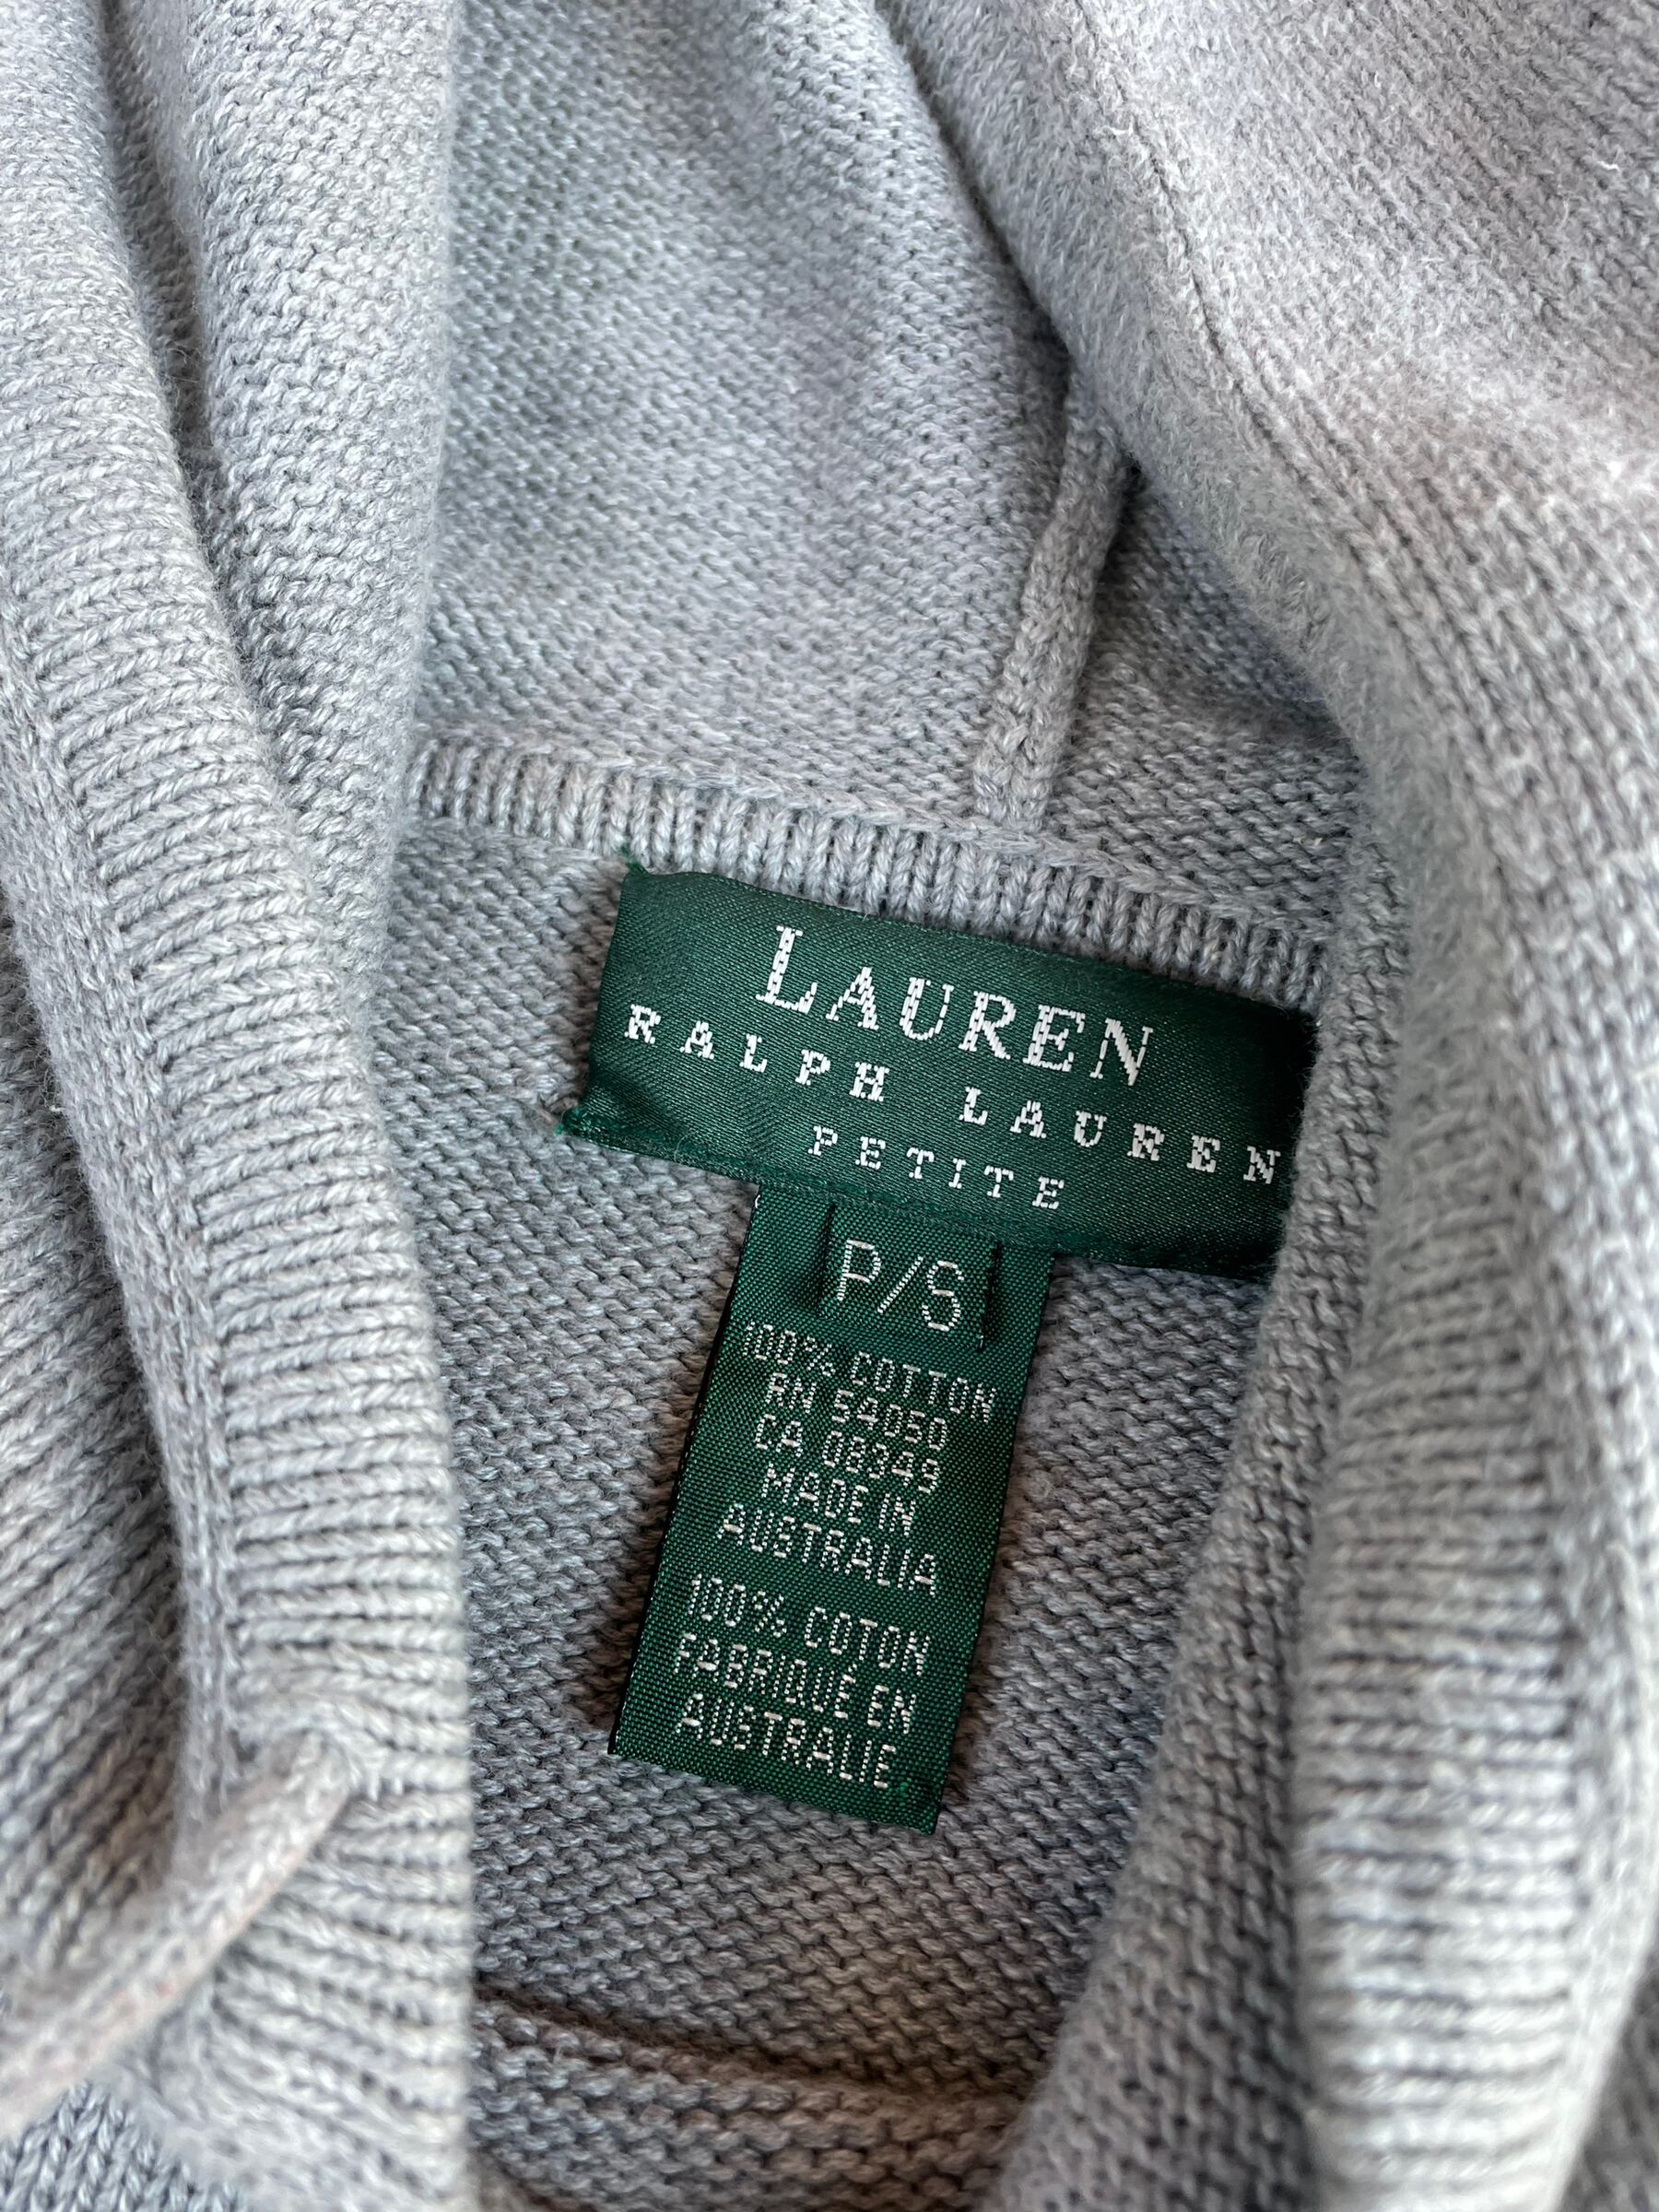 LAUREN
RALPH LAUREN
PETITE
P/S
100% COTTON
RN 54050
CA 08349
MADE IN
AUSTRALIA
100% COTON
FABRIQUE EN
AUSTRALIE